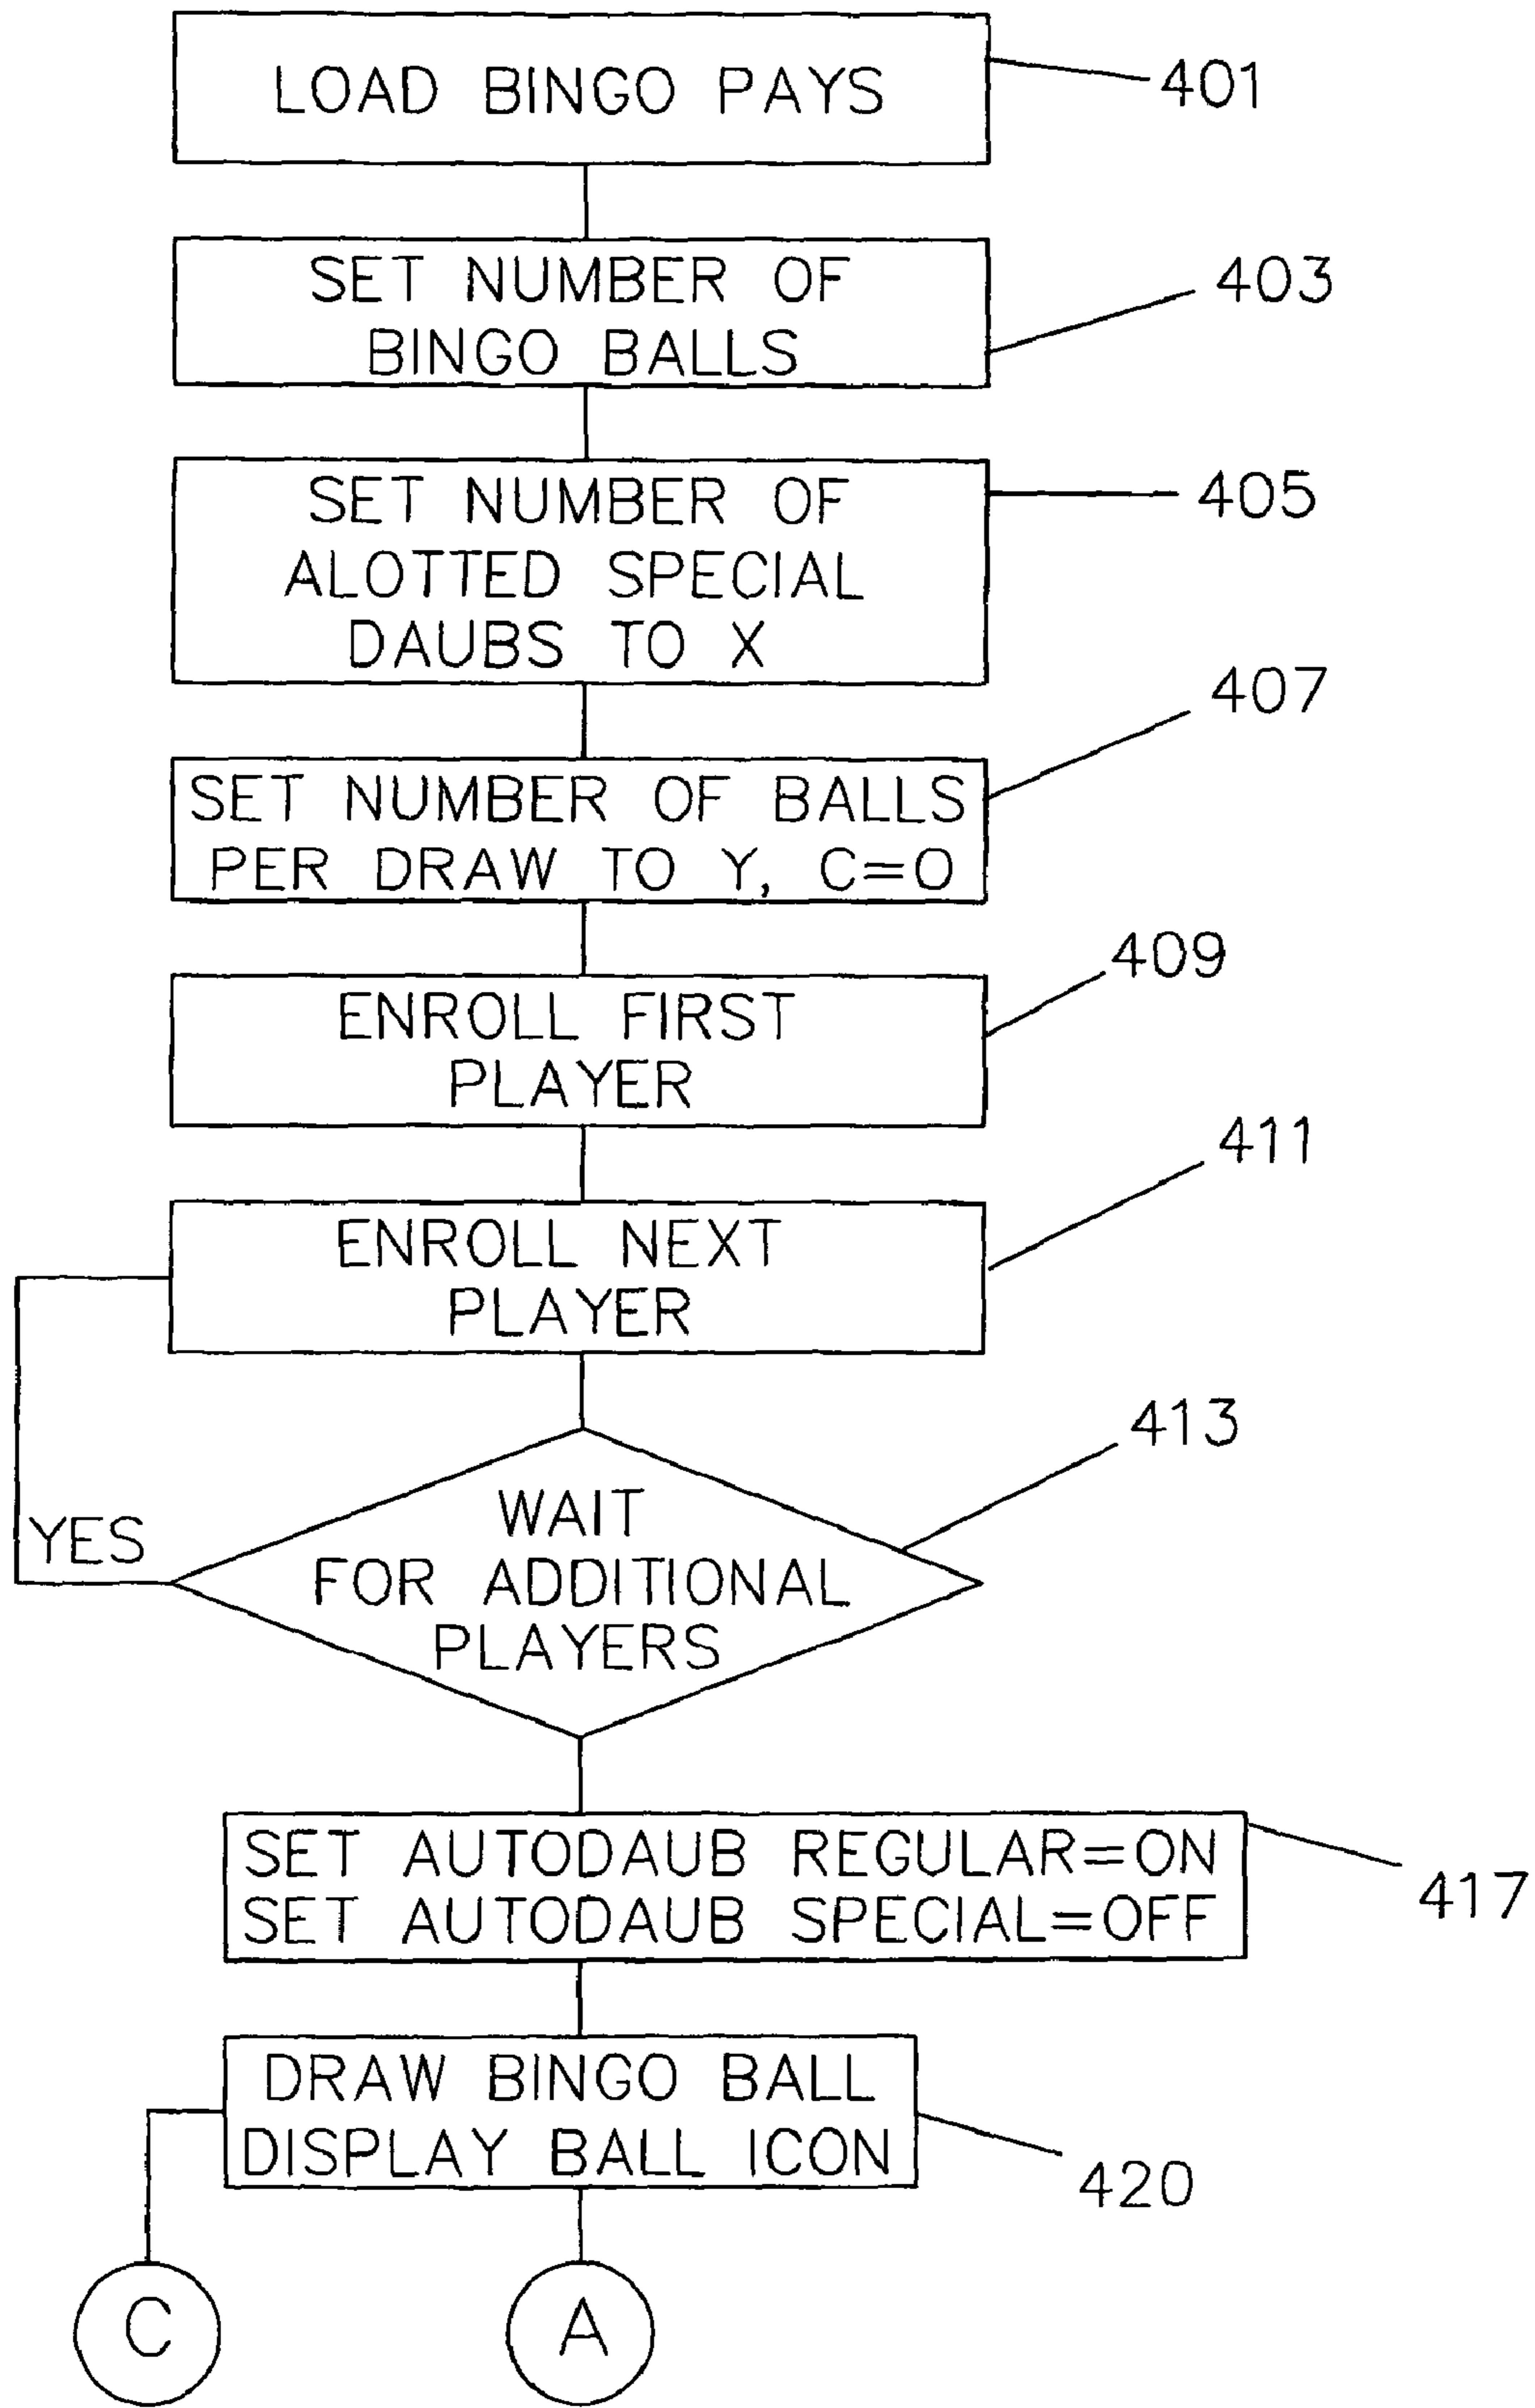 LOAD BINGO PAYS
401
SET NUMBER OF
BINGO BALLS
403
SET NUMBER OF
ALOTTED SPECIAL
DAUBS TO X
405
SET NUMBER OF BALLS
PER DRAW TO Y, C=0
407
ENROLL FIRST
PLAYER
409
ENROLL NEXT
PLAYER
411
WAIT
FOR ADDITIONAL
PLAYERS
413
YES
SET AUTODAUB REGULAR=ON
SET AUTODAUB SPECIAL=OFF
417
DRAW BINGO BALL
DISPLAY BALL ICON
420
C
A